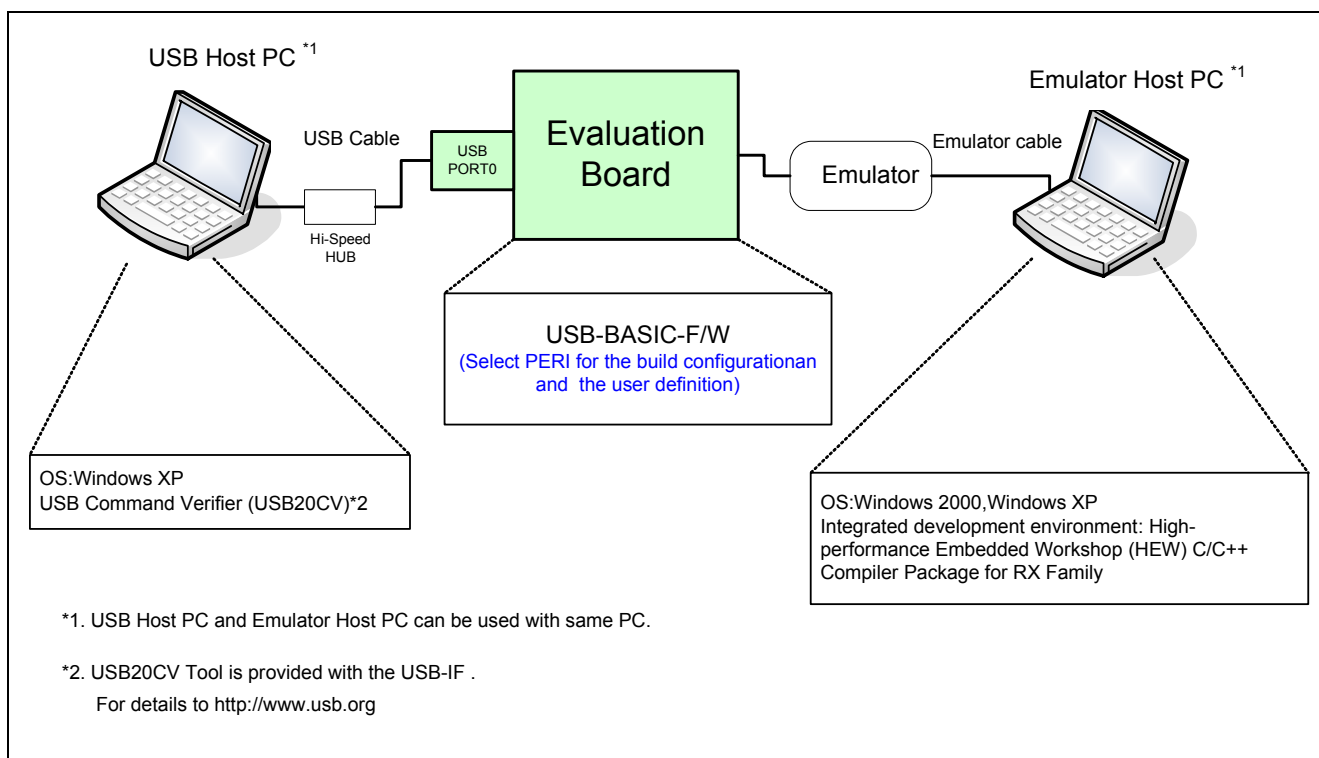 USB Host PC *1
Emulator Host PC *1
USB Cable
USB
PORT0
Evaluation
Board
Emulator cable
Emulator
Hi-Speed
HUB
USB-BASIC-F/W
(Select PERI for the build configurationan
and the user definition)
OS:Windows XP
USB Command Verifier (USB20CV)*2
OS:Windows 2000,Windows XP
Integrated development environment: High-
performance Embedded Workshop (HEW) C/C++
Compiler Package for RX Family
*1. USB Host PC and Emulator Host PC can be used with same PC.
*2. USB20CV Tool is provided with the USB-IF .
For details to http://www.usb.org